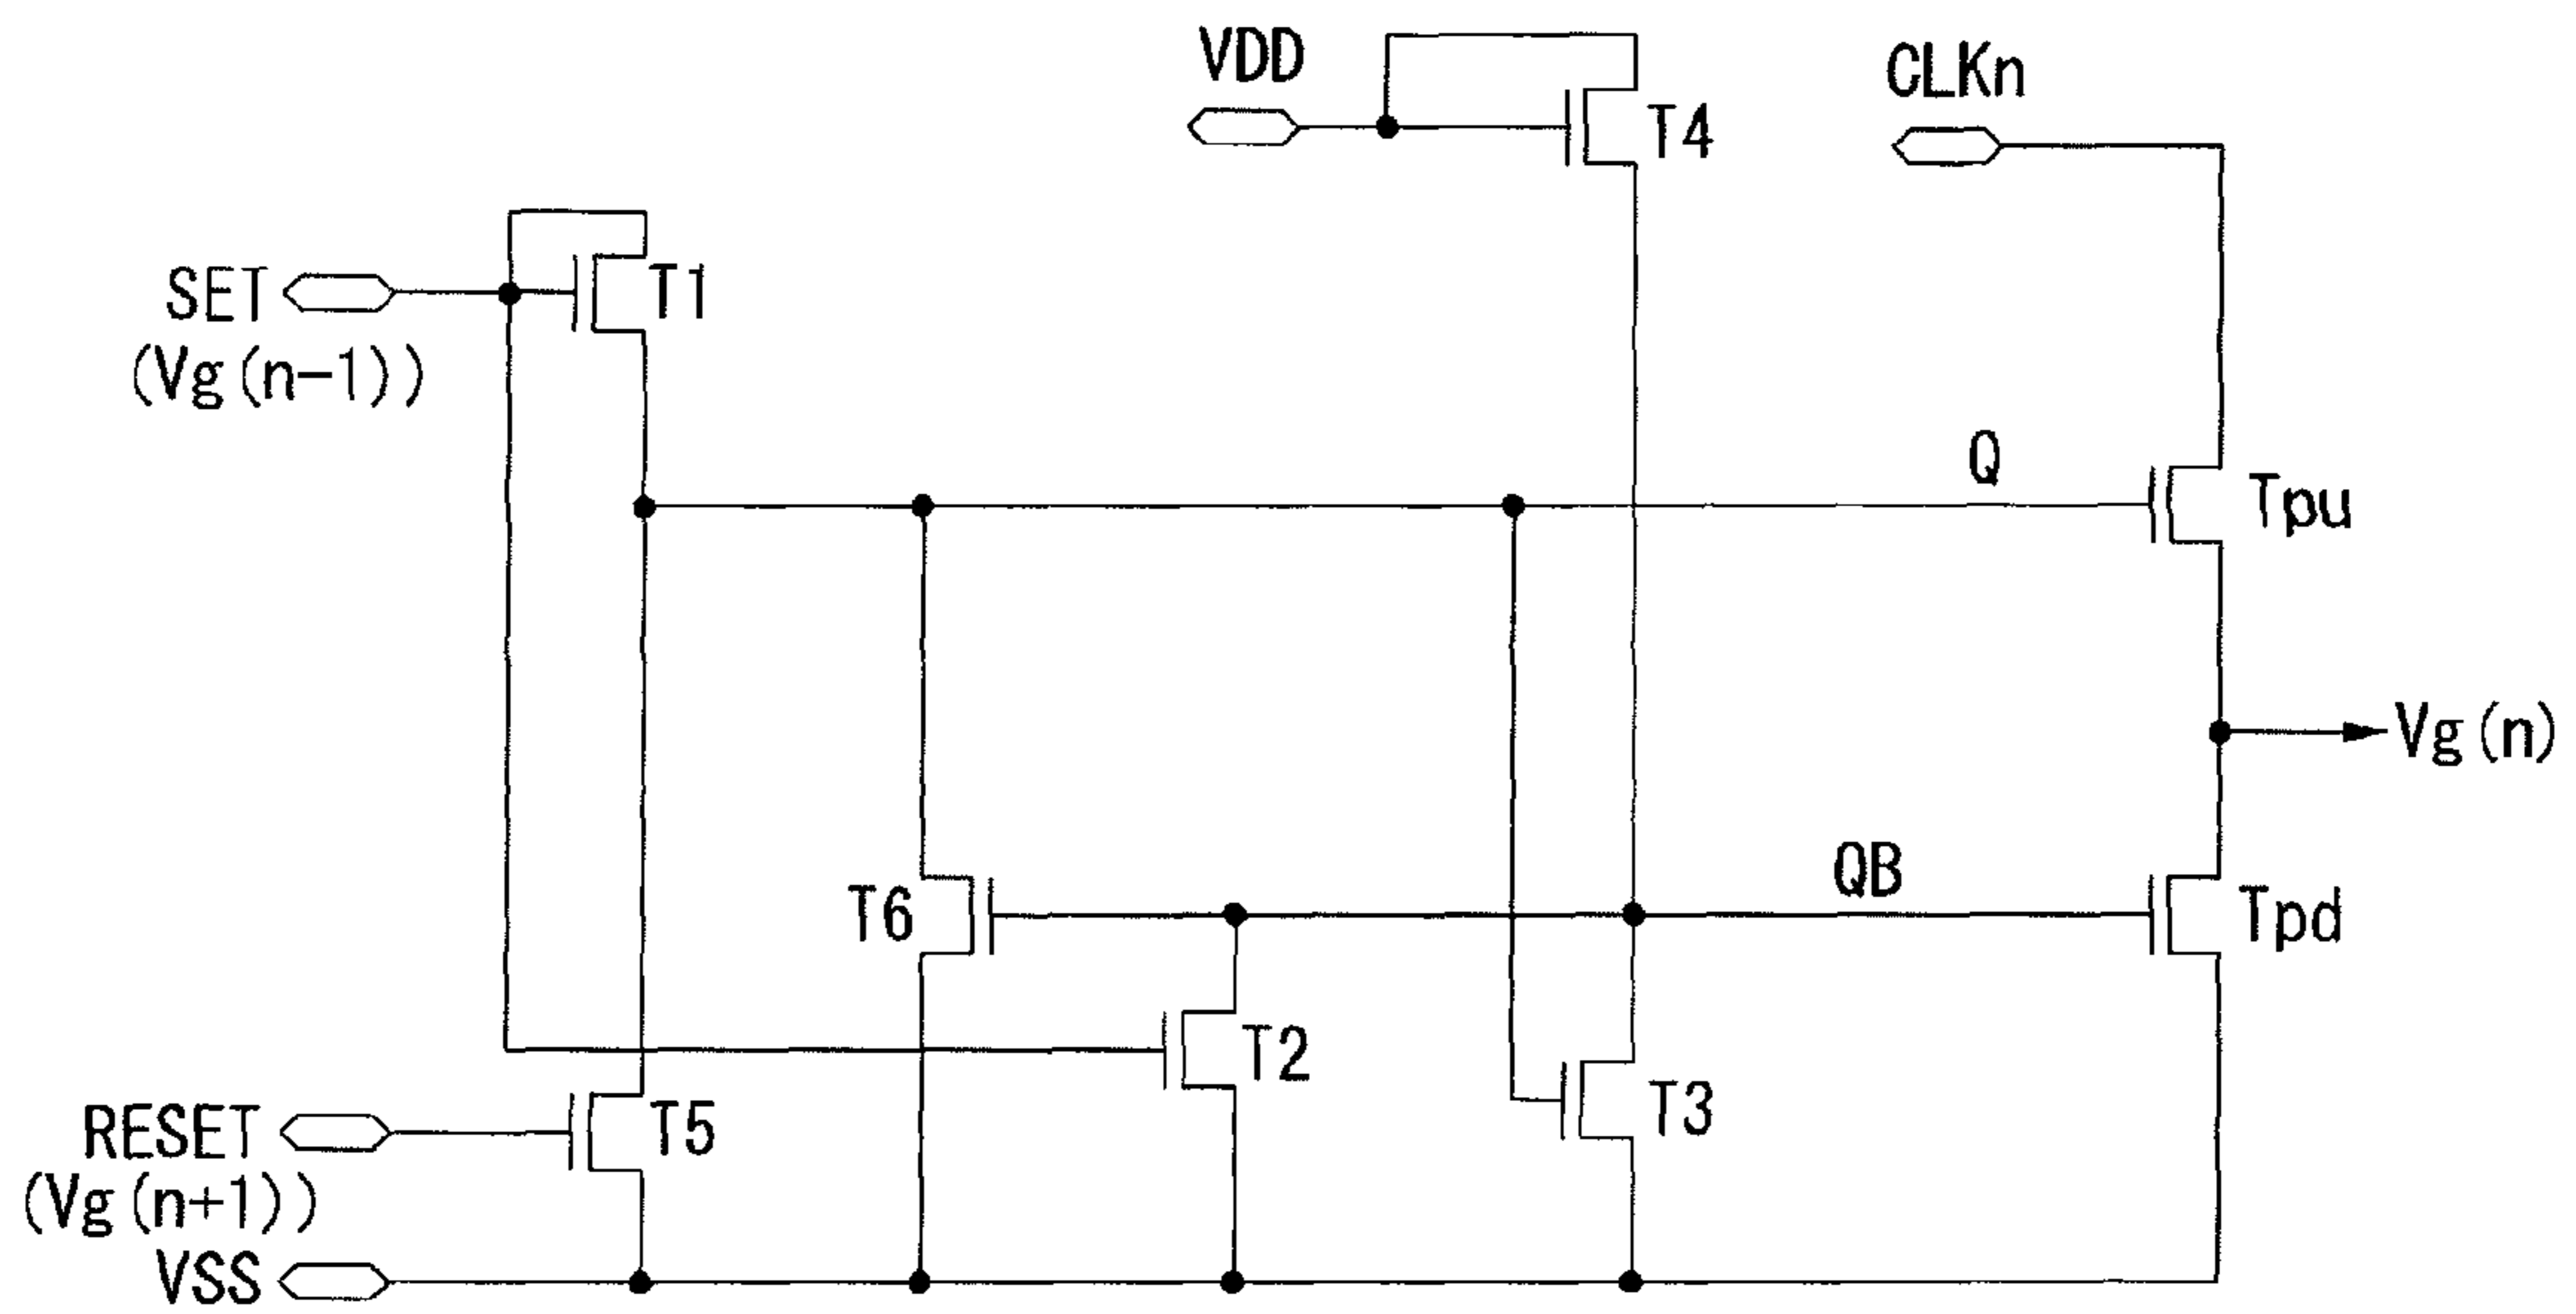 VDD
CLKn
T4
SET
T1
(Vg(n-1))
Q
Tpu
Vg(n)
QB
T6
Tpd
T2
T3
RESET
T5
(Vg(n+1))
VSS